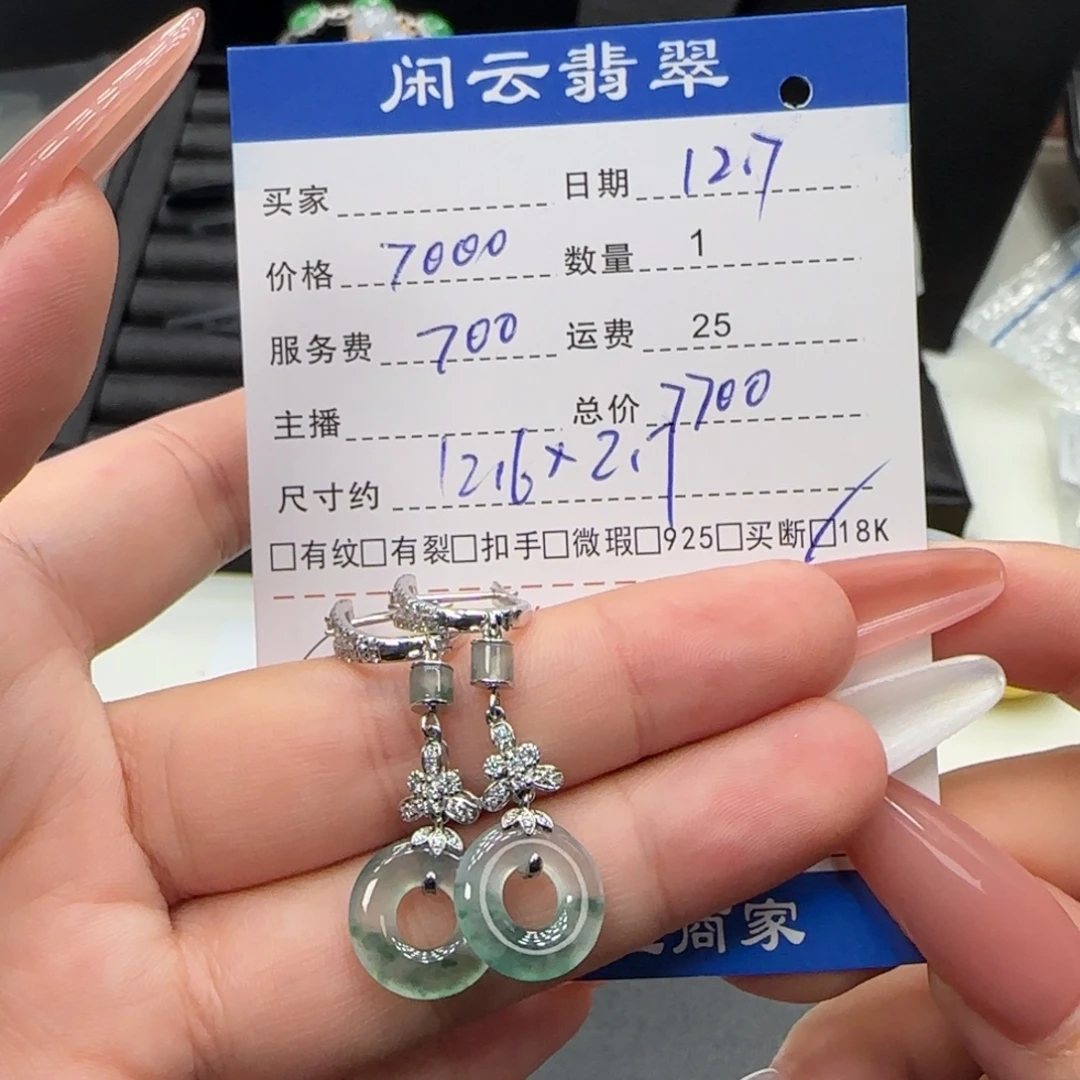 闲云翡翠
买家 日期 12.7
价格 7000 数量 1
服务费 700 运费 25
主播 总价 7700
尺寸约 12.6×2.7
□有纹□有裂□扣手□微瑕□925□买断☑18K
商家